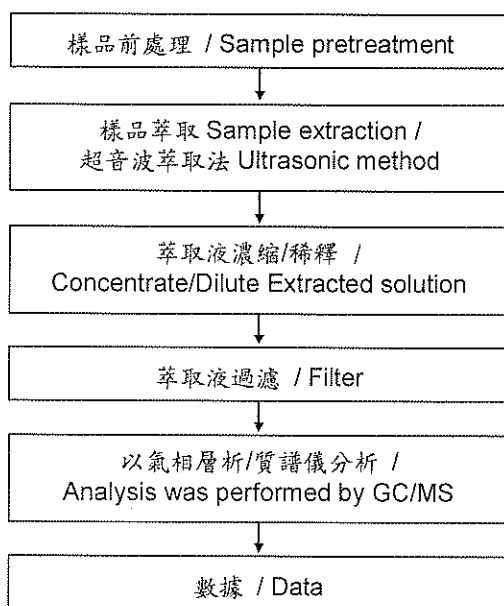 樣品前處理 / Sample pretreatment
樣品萃取 Sample extraction /
超音波萃取法 Ultrasonic method
萃取液濃縮/稀釋 /
Concentrate/Dilute Extracted solution
萃取液過濾 / Filter
以氣相層析/質譜儀分析 /
Analysis was performed by GC/MS
數據 / Data